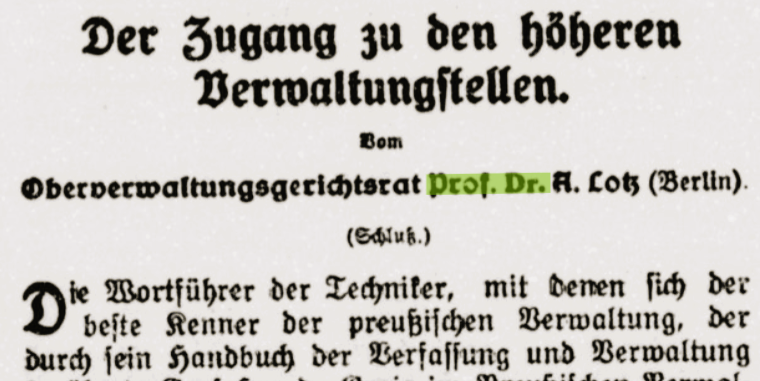 Der Zugang zu den höheren
Verwaltungsstellen.
Vom
Oberverwaltungsgerichtsrat Prof. Dr. A. Lotz (Berlin).
(Schluß.)
Die Wortführer der Techniker, mit denen sich der
beste Kenner der preußischen Verwaltung, der
durch sein Handbuch der Verfassung und Verwaltung